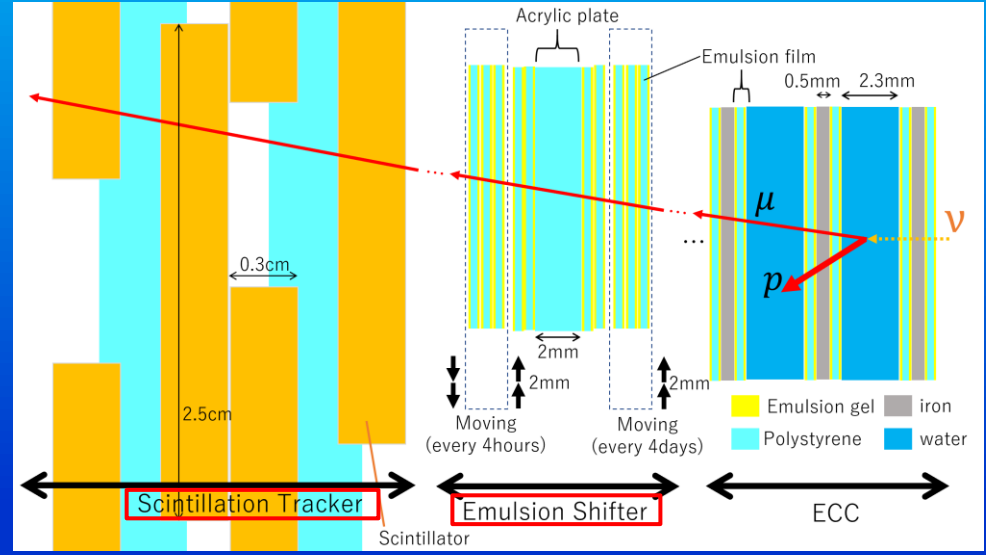 Acrylic plate
Emulsion film
0.5mm
2.3mm
μ
ν
...
p
0.3cm
2.5cm
2mm
2mm
2mm
Moving
(every 4hours)
Moving
(every 4days)
Emulsion gel
iron
Polystyrene
water
Scintillation Tracker
Emulsion Shifter
ECC
Scintillator